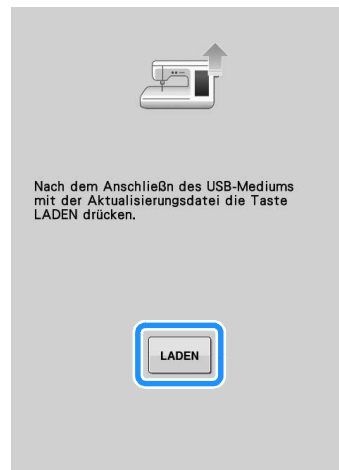 Nach dem Anschließn des USB-Mediums
mit der Aktualisierungsdatei die Taste
LADEN drücken.
LADEN